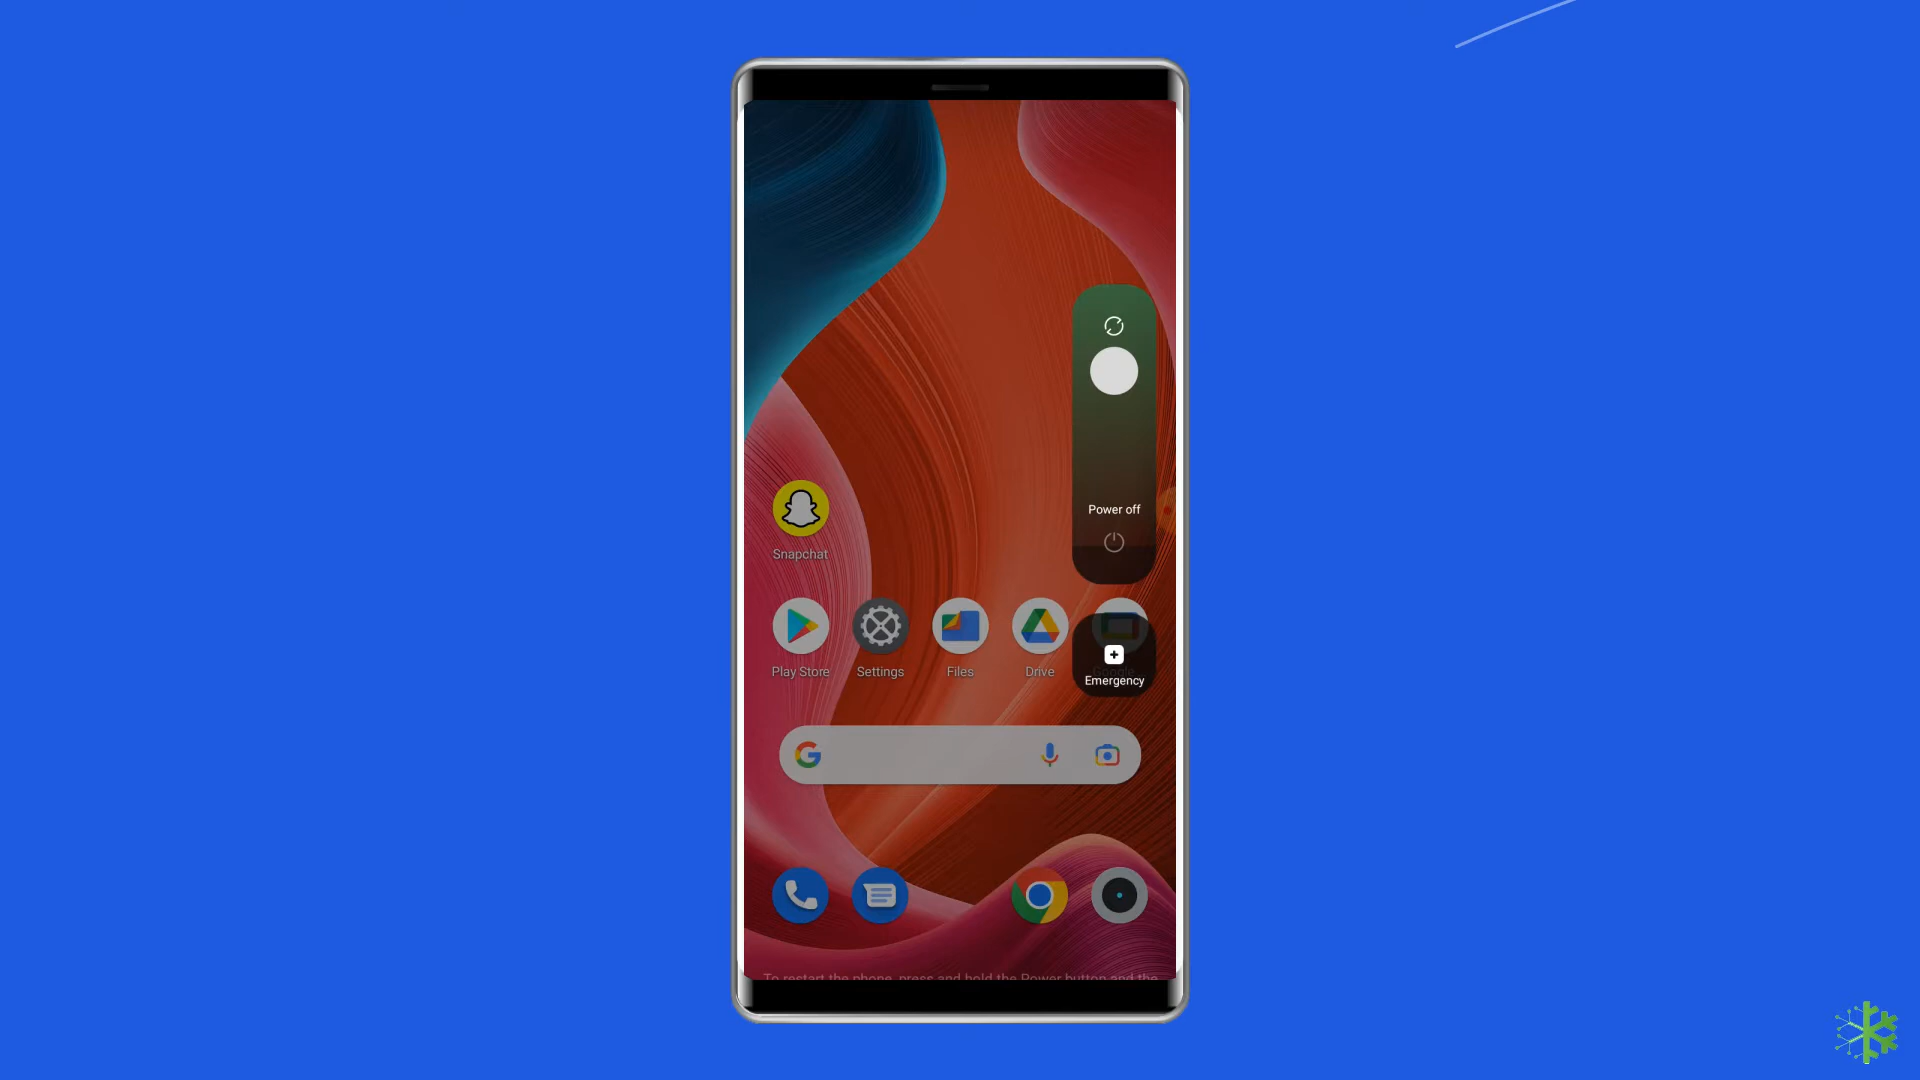 Power off
Snapchat
Play Store
Settings
Files
Drive
Emergency
To restart the phone, press and hold the Power button and the